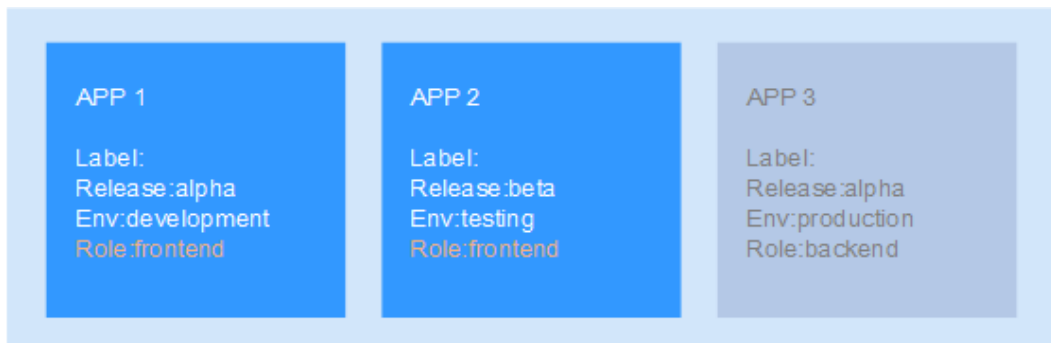 APP 1
Label:
Release:alpha
Env:development
Role:frontend
APP 2
Label:
Release:beta
Env:testing
Role:frontend
APP 3
Label:
Release:alpha
Env:production
Role:backend